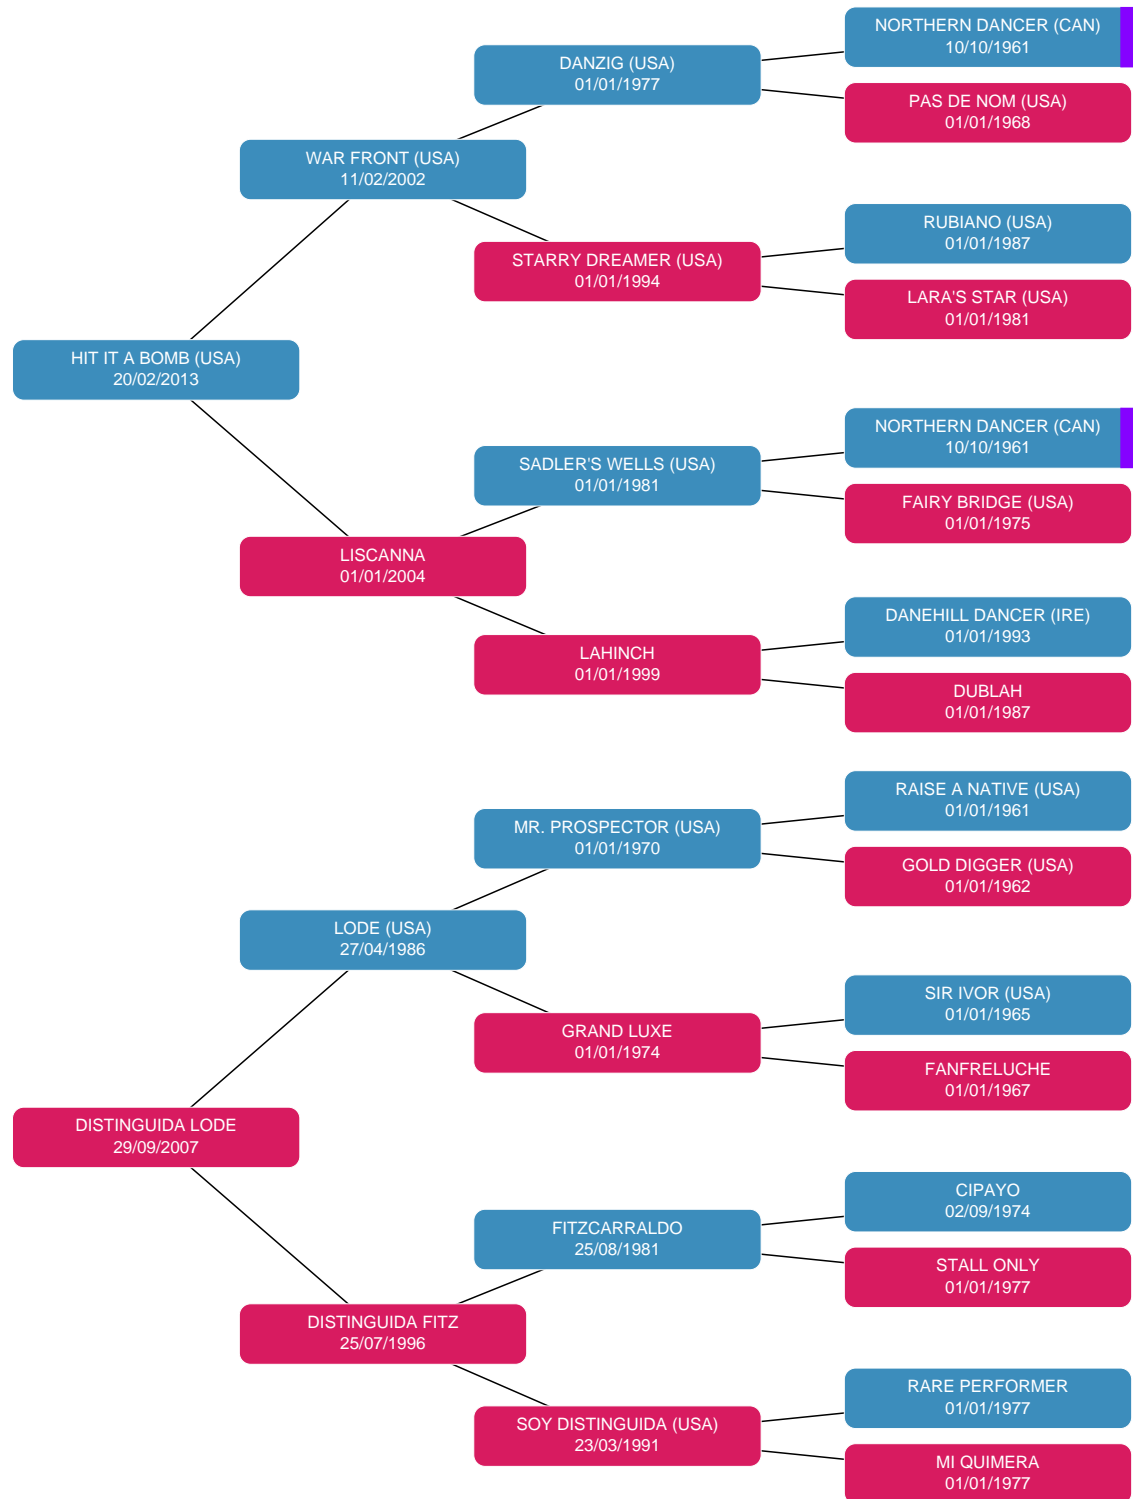 NORTHERN DANCER (CAN)
10/10/1961
DANZIG (USA)
01/01/1977
PAS DE NOM (USA)
01/01/1968
WAR FRONT (USA)
11/02/2002
RUBIANO (USA)
01/01/1987
STARRY DREAMER (USA)
01/01/1994
LARA'S STAR (USA)
01/01/1981
HIT IT A BOMB (USA)
20/02/2013
NORTHERN DANCER (CAN)
10/10/1961
SADLER'S WELLS (USA)
01/01/1981
FAIRY BRIDGE (USA)
01/01/1975
LISCANNA
01/01/2004
DANEHILL DANCER (IRE)
01/01/1993
LAHINCH
01/01/1999
DUBLAH
01/01/1987
RAISE A NATIVE (USA)
01/01/1961
MR. PROSPECTOR (USA)
01/01/1970
GOLD DIGGER (USA)
01/01/1962
LODE (USA)
27/04/1986
SIR IVOR (USA)
01/01/1965
GRAND LUXE
01/01/1974
FANFRELUCHE
01/01/1967
DISTINGUIDA LODE
29/09/2007
CIPAYO
02/09/1974
FITZCARRALDO
25/08/1981
STALL ONLY
01/01/1977
DISTINGUIDA FITZ
25/07/1996
RARE PERFORMER
01/01/1977
SOY DISTINGUIDA (USA)
23/03/1991
MI QUIMERA
01/01/1977